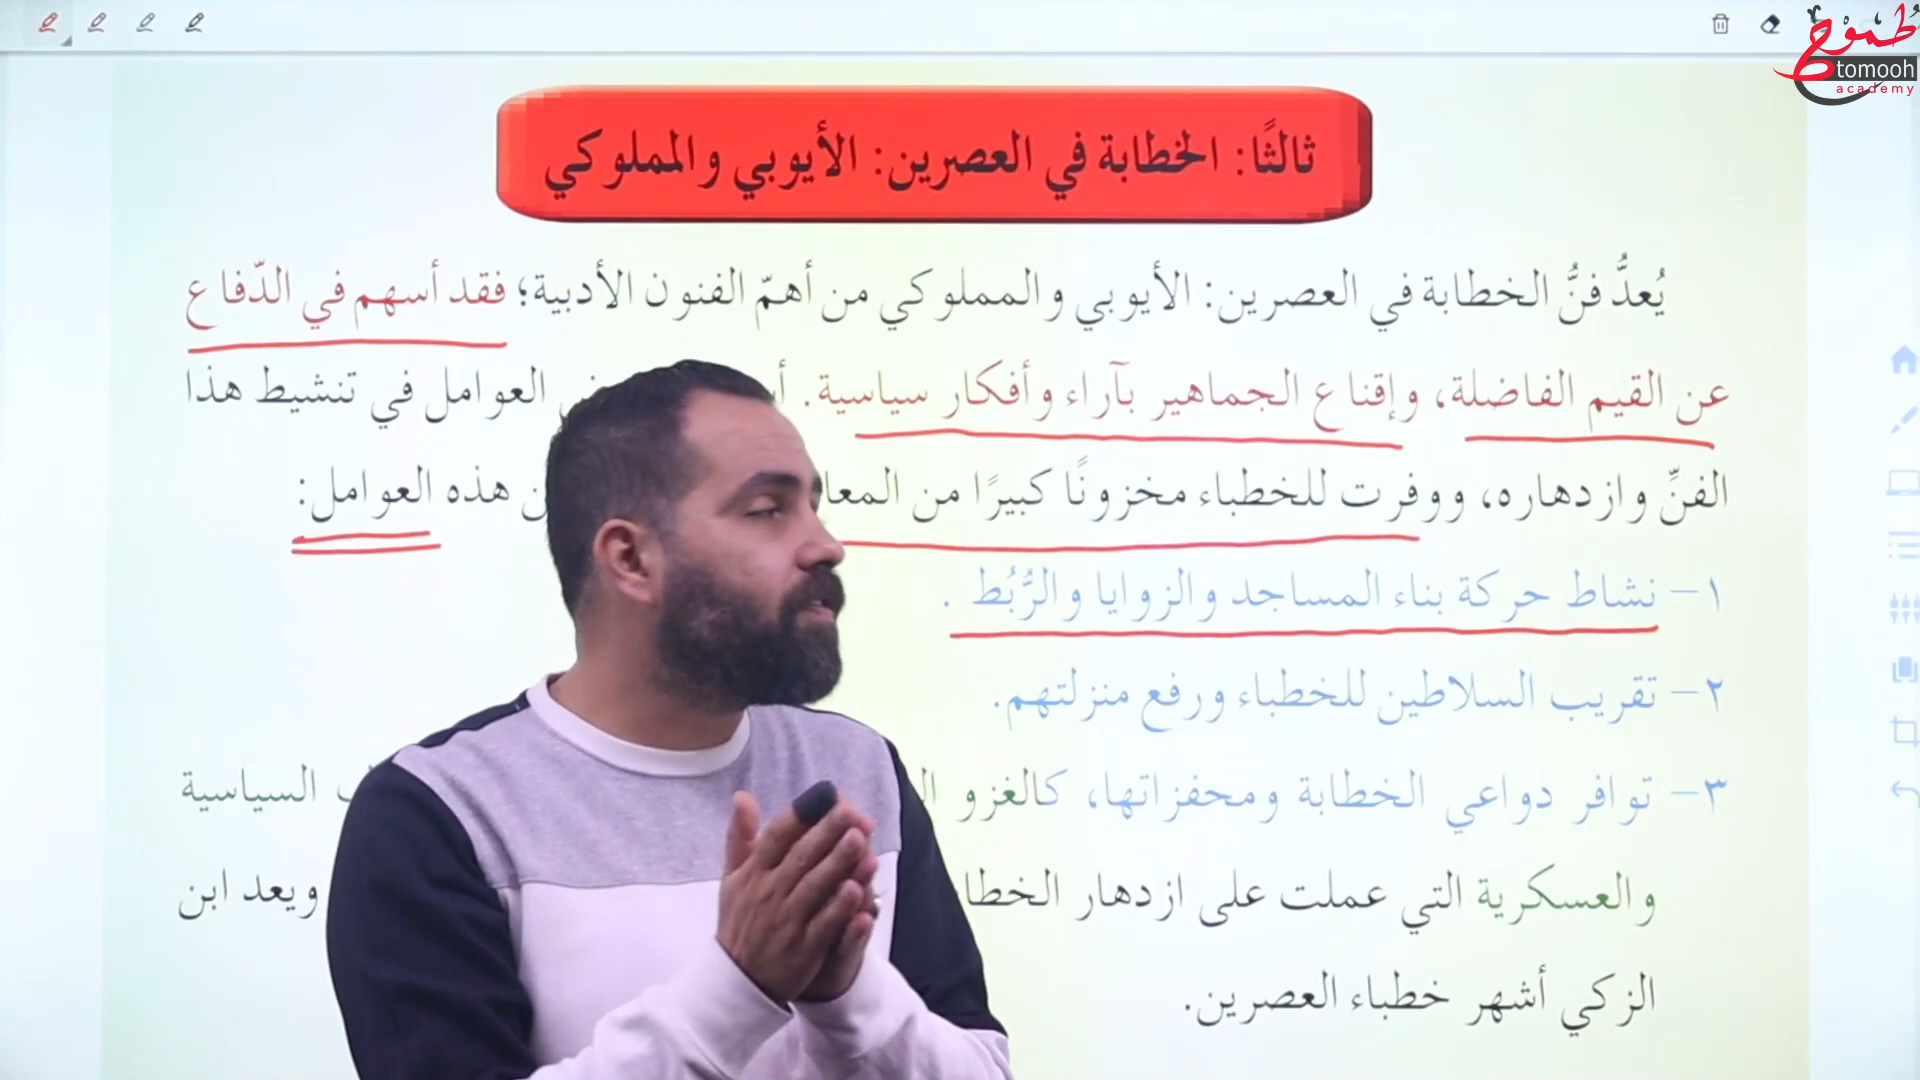 طموح
tomooh
academy
ثالثًا: الخطابة في العصرين: الأيوبي والمملوكي
يُعدُّ فنُّ الخطابة في العصرين: الأيوبي والمملوكي من أهمّ الفنون الأدبية؛ فقد أسهم في الدّفاع
عن القيم الفاضلة، وإقناع الجماهير بآراء وأفكار سياسية. العوامل في تنشيط هذا
الفنِّ وازدهاره، ووفرت للخطباء مخزونًا كبيرًا من هذه العوامل:
١- نشاط حركة بناء المساجد والزوايا والرُّبُط .
٢- تقريب السلاطين للخطباء ورفع منزلتهم.
٣- توافر دواعي الخطابة ومحفزاتها، كالغزو السياسية
والعسكرية التي عملت على ازدهار ويعد ابن
الزكي أشهر خطباء العصرين.